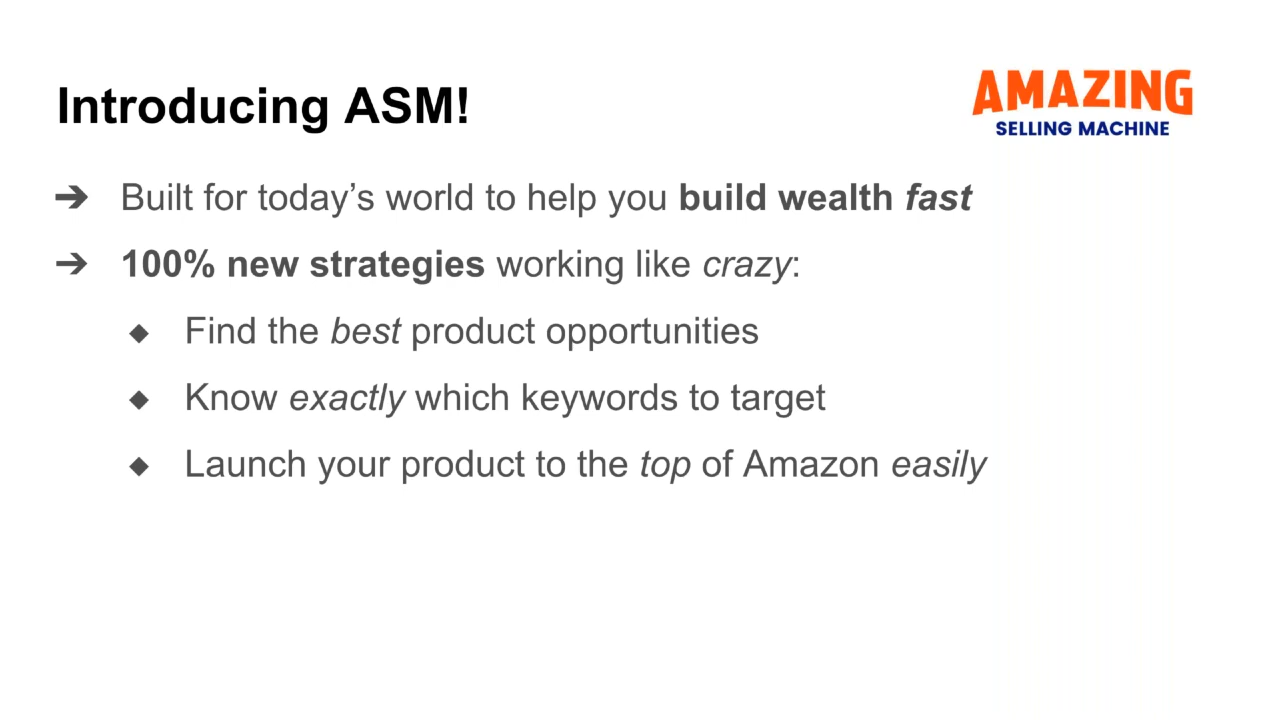 Introducing ASM!
AMAZING
SELLING MACHINE
➔ Built for today’s world to help you build wealth fast
➔ 100% new strategies working like crazy:
◆ Find the best product opportunities
◆ Know exactly which keywords to target
◆ Launch your product to the top of Amazon easily